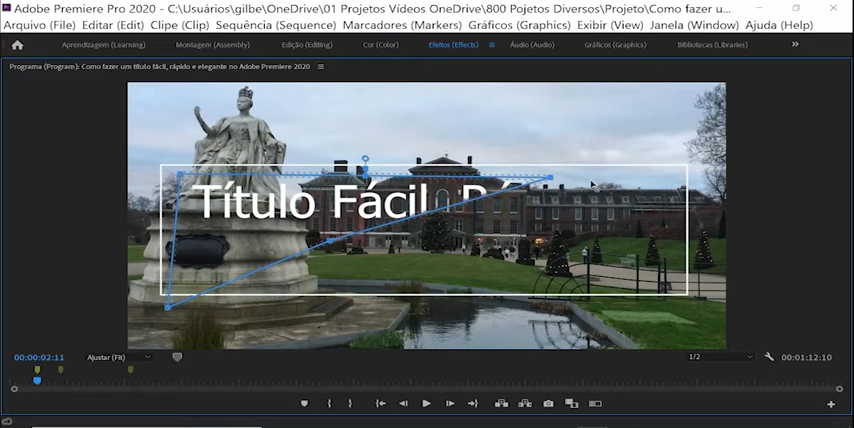 Adobe Premiere Pro 2020 - C:\Usuários\gilbe\OneDrive\01 Projetos Vídeos OneDrive\800 Pojetos Diversos\Projeto\Como fazer u...
Arquivo (File) Editar (Edit) Clipe (Clip) Sequência (Sequence) Marcadores (Markers) Gráficos (Graphics) Exibir (View) Janela (Window) Ajuda (Help)
Aprendizagem (Learning) Montagem (Assembly) Edição (Editing) Cor (Color) Efeitos (Effects) Áudio (Audio) Gráficos (Graphics) Bibliotecas (Libraries)
Programa (Program): Como fazer um título fácil, rápido e elegante no Adobe Premiere 2020
Título Fácil
00:00:02:11 Ajustar (Fit) 1/2 00:01:12:10